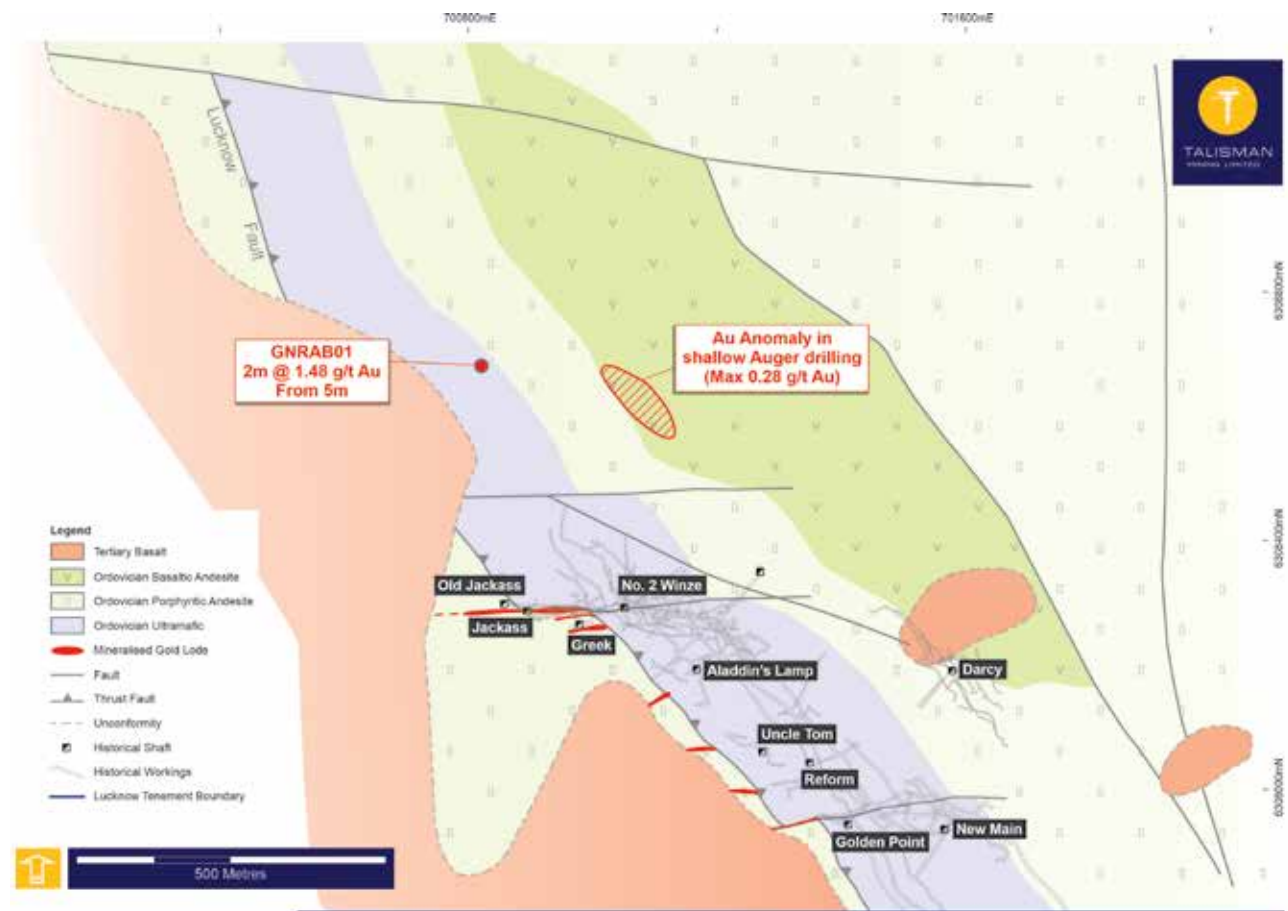 700800mE
701600mE
TALISMAN
MINING LIMITED
Lucknow
Fault
6306800mN
GNRAB01
2m @ 1.48 g/t Au
From 5m
Au Anomaly in
shallow Auger drilling
(Max 0.28 g/t Au)
6306400mN
Legend
Tertiary Basalt
Ordovician Basaltic Andesite
Ordovician Porphyritic Andesite
Ordovician Ultramafic
Mineralised Gold Lode
Fault
Thrust Fault
Unconformity
Historical Shaft
Historical Workings
Lucknow Tenement Boundary
Old Jackass
No. 2 Winze
Jackass
Greek
Aladdin's Lamp
Darcy
Uncle Tom
Reform
6306000mN
Golden Point
New Main
500 Metres